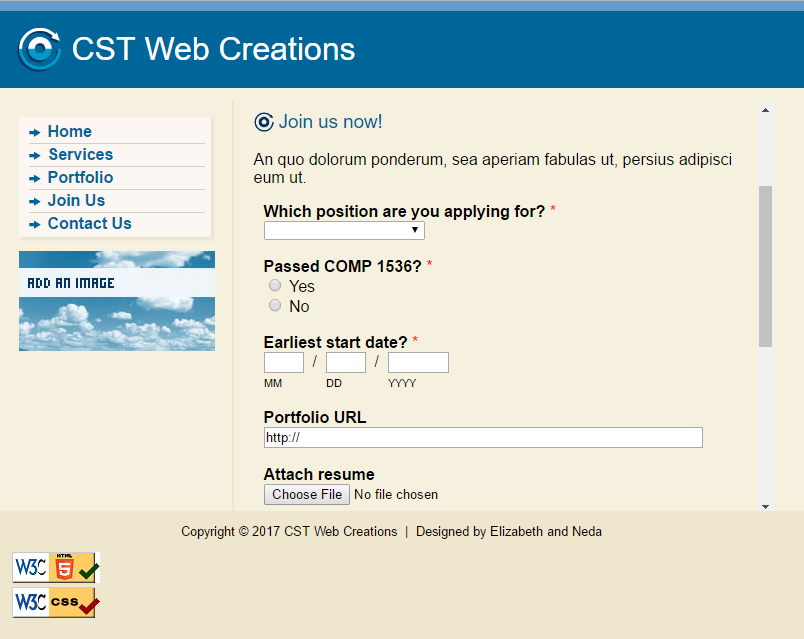 CST Web Creations
Home
Services
Portfolio
Join Us
Contact Us
ADD AN IMAGE
Join us now!
An quo dolorum ponderum, sea aperiam fabulas ut, persius adipisci
eum ut.
Which position are you applying for? *
Passed COMP 1536? *
Yes
No
Earliest start date? *
/ /
MM DD YYYY
Portfolio URL
http://
Attach resume
Choose File No file chosen
Copyright © 2017 CST Web Creations | Designed by Elizabeth and Neda
W3C HTML 5
W3C CSS